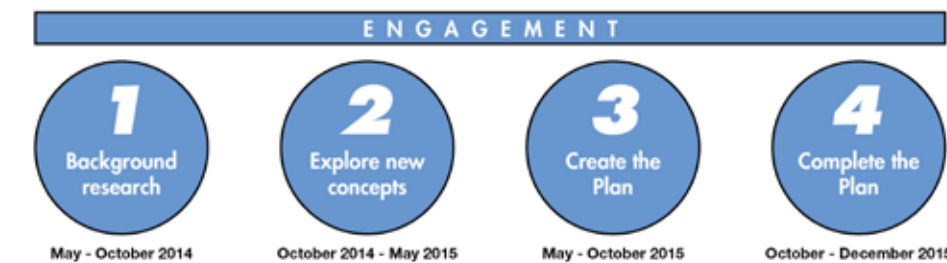 ENGAGEMENT
1 2 3 4
Background research
Explore new concepts
Create the Plan
Complete the Plan
May - October 2014
October 2014 - May 2015
May - October 2015
October - December 2015